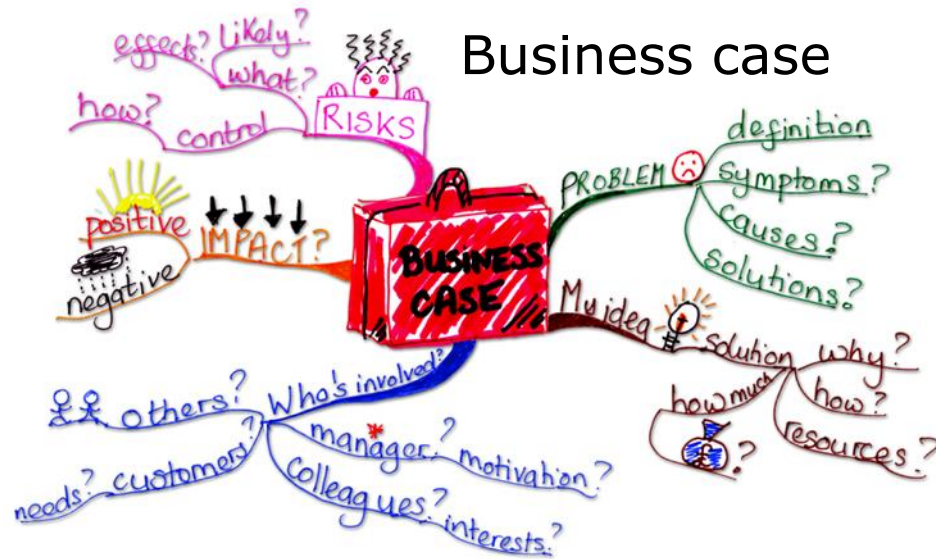 Business case
BUSINESS
CASE
PROBLEM
definition
symptoms?
causes?
solutions?
My idea
solution
why?
how?
resources?
how much
?
Who's involved?
manager?
motivation?
colleagues?
interests?
customers?
needs?
others?
IMPACT?
positive
negative
RISKS
what?
likely?
effects?
control
how?